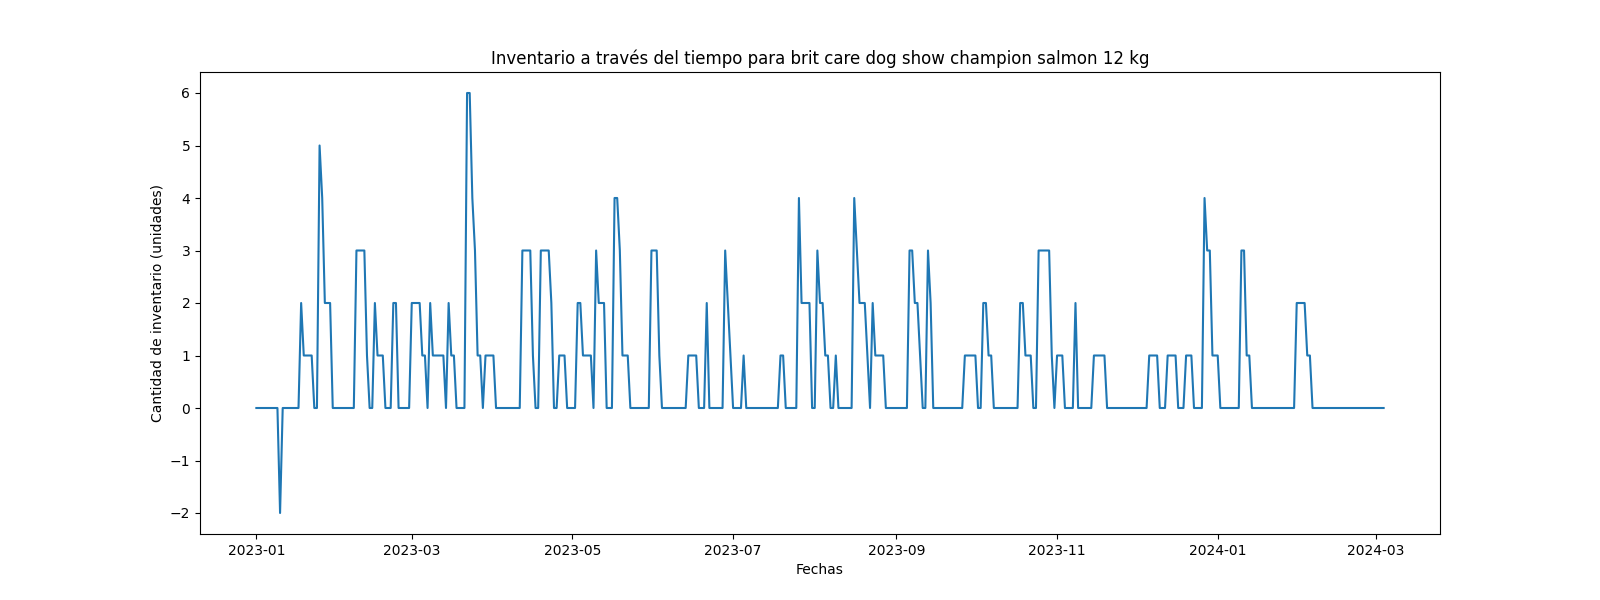 Inventario a través del tiempo para brit care dog show champion salmon 12 kg
Cantidad de inventario (unidades)
6
5
4
3
2
1
0
−1
−2
2023-01 2023-03 2023-05 2023-07 2023-09 2023-11 2024-01 2024-03
Fechas